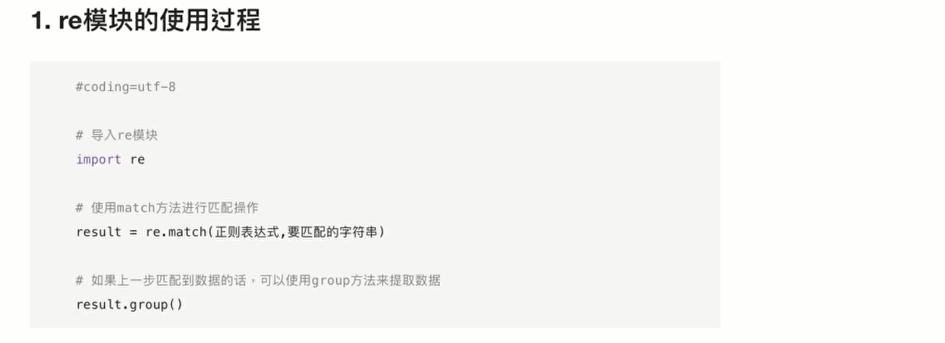 1. re模块的使用过程
#coding=utf-8
# 导入re模块
import re
# 使用match方法进行匹配操作
result = re.match(正则表达式,要匹配的字符串)
# 如果上一步匹配到数据的话，可以使用group方法来提取数据
result.group()